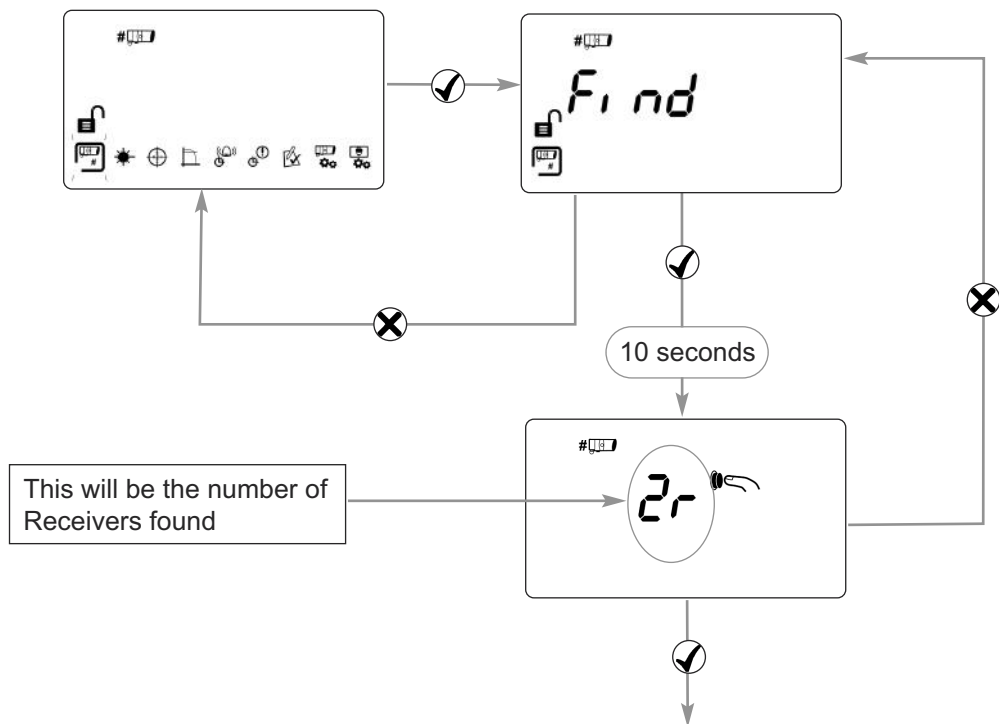 #
#
Find
#
#
10 seconds
#
2r
This will be the number of
Receivers found